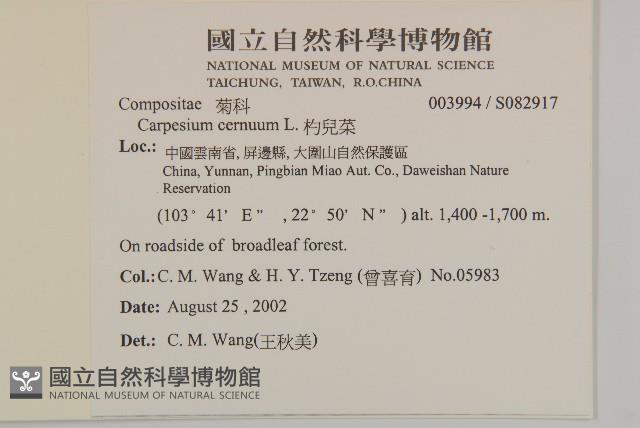 國立自然科學博物館
NATIONAL MUSEUM OF NATURAL SCIENCE
TAICHUNG, TAIWAN, R.O.CHINA
Compositae 菊科 003994 / S082917
Carpesium cernuum L. 杓兒菜
Loc.: 中國雲南省, 屏邊縣, 大圍山自然保護區
China, Yunnan, Pingbian Miao Aut. Co., Daweishan Nature
Reservation
(103° 41' E" , 22° 50' N" ) alt. 1,400 -1,700 m.
On roadside of broadleaf forest.
Col.: C. M. Wang & H. Y. Tzeng (曾喜育) No.05983
Date: August 25 , 2002
Det.: C. M. Wang(王秋美)
國立自然科學博物館
NATIONAL MUSEUM OF NATURAL SCIENCE